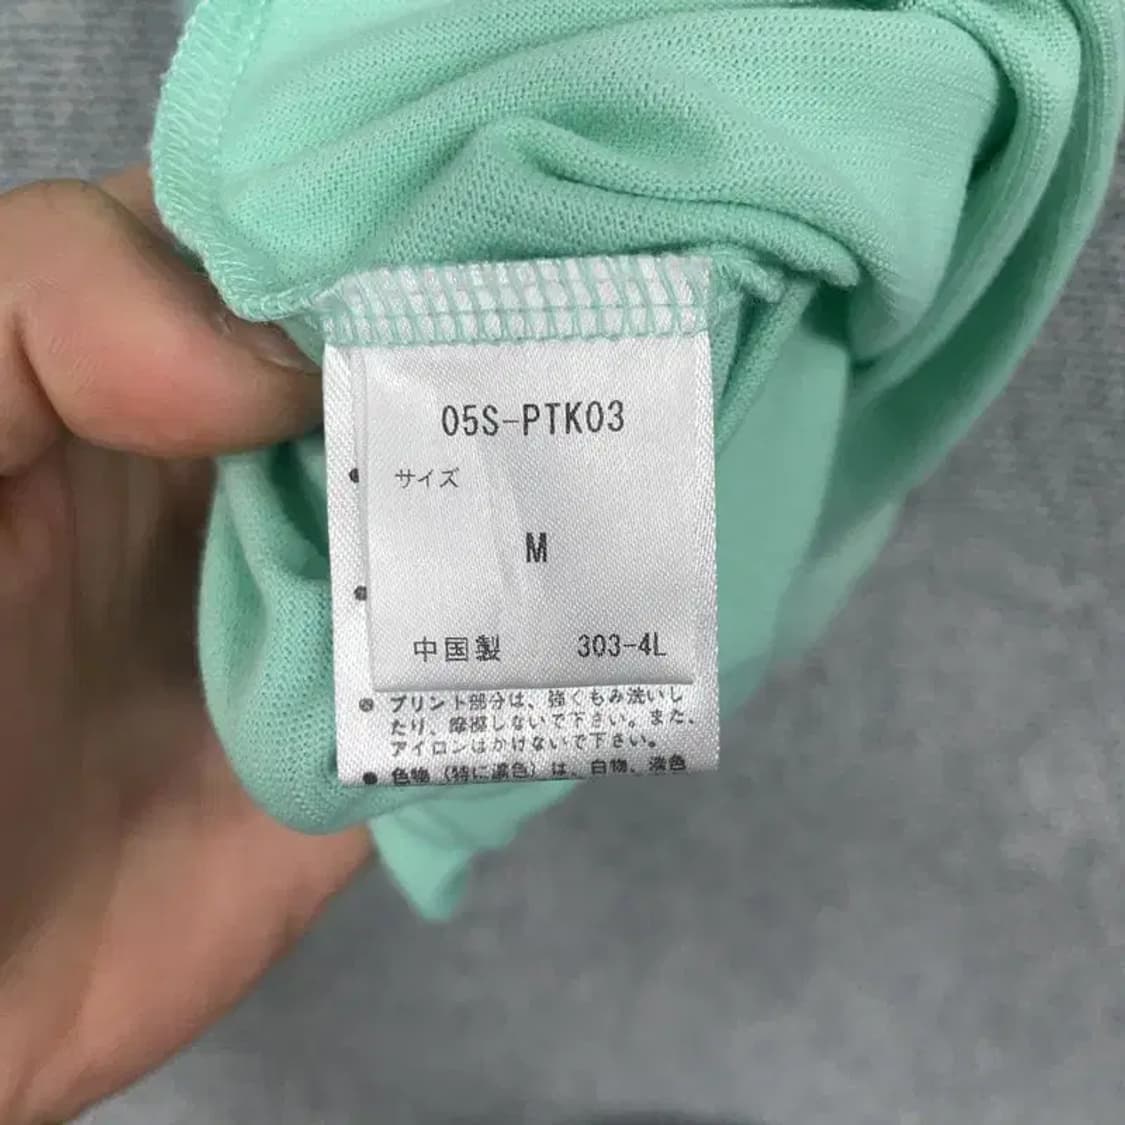 05S-PTK03
サイズ
M
中国製 303-4L
● プリント部分は、強くもみ洗いし
たり、摩擦しないで下さい。また、
アイロンはかけないで下さい。
● 色物（特に濃色）は、白物、淡色